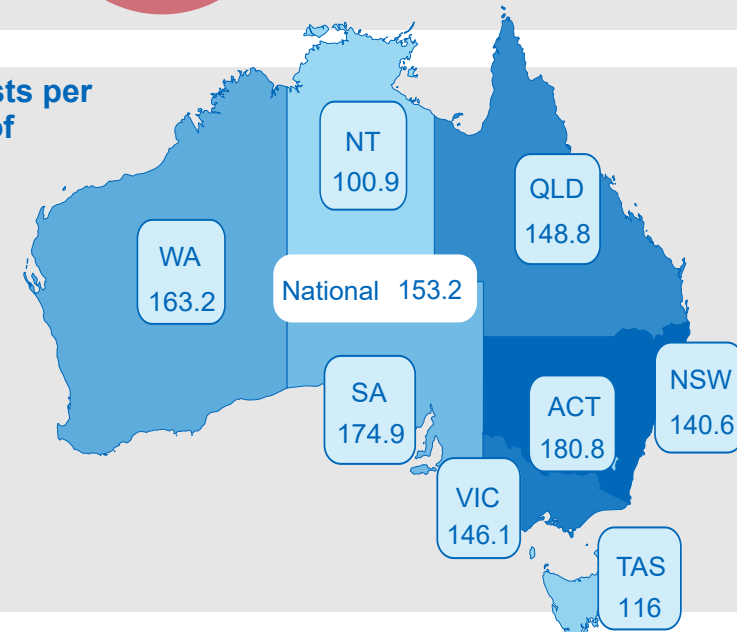 per
of
NT
100.9
QLD
148.8
WA
163.2
National 153.2
SA
174.9
ACT
180.8
NSW
140.6
VIC
146.1
TAS
116